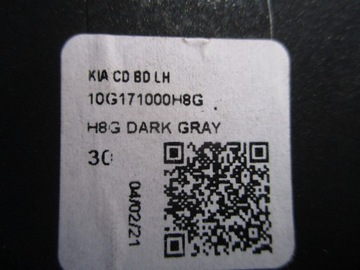 KIA CD BD LH
10G171000H8G
H8G DARK GRAY
30
04/02/21